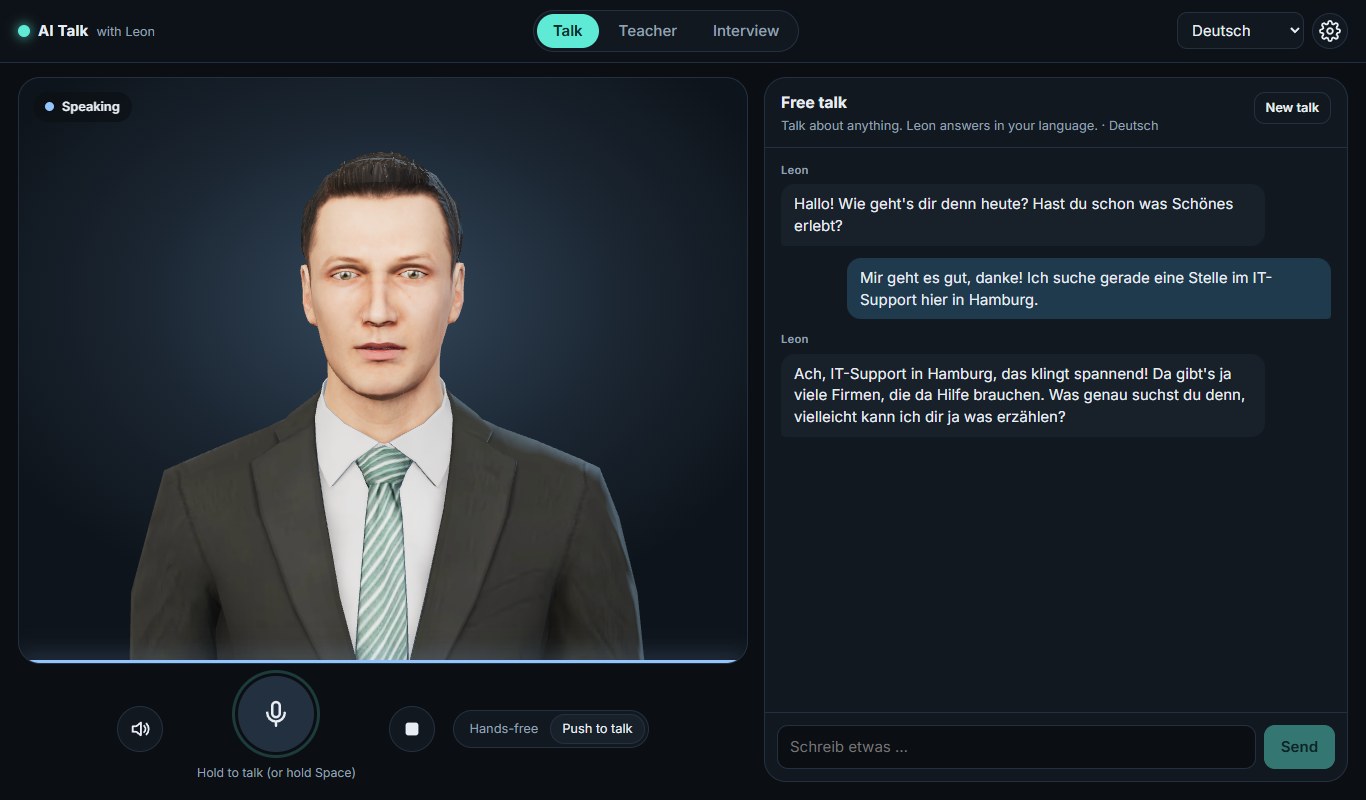 AI Talk with Leon
Talk
Teacher
Interview
Deutsch
Speaking
Hands-free
Push to talk
Hold to talk (or hold Space)
Free talk
Talk about anything. Leon answers in your language. · Deutsch
New talk
Leon
Hallo! Wie geht's dir denn heute? Hast du schon was Schönes
erlebt?
Mir geht es gut, danke! Ich suche gerade eine Stelle im IT-
Support hier in Hamburg.
Leon
Ach, IT-Support in Hamburg, das klingt spannend! Da gibt's ja
viele Firmen, die da Hilfe brauchen. Was genau suchst du denn,
vielleicht kann ich dir ja was erzählen?
Schreib etwas ...
Send